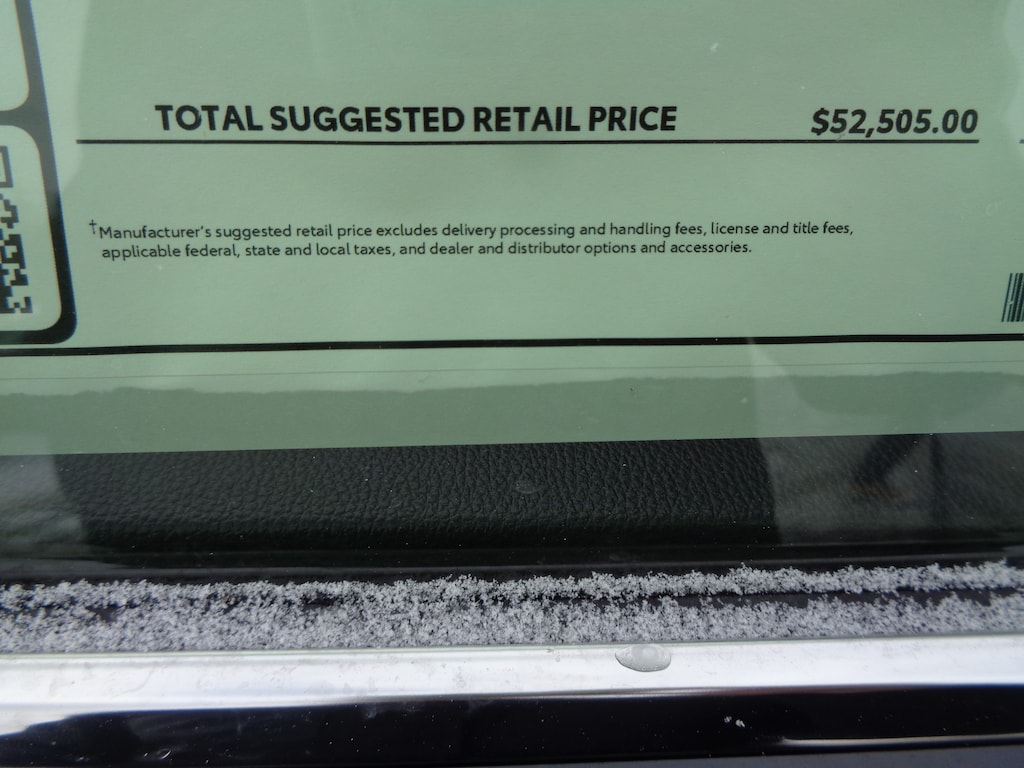 TOTAL SUGGESTED RETAIL PRICE $52,505.00
†Manufacturer's suggested retail price excludes delivery processing and handling fees, license and title fees,
applicable federal, state and local taxes, and dealer and distributor options and accessories.